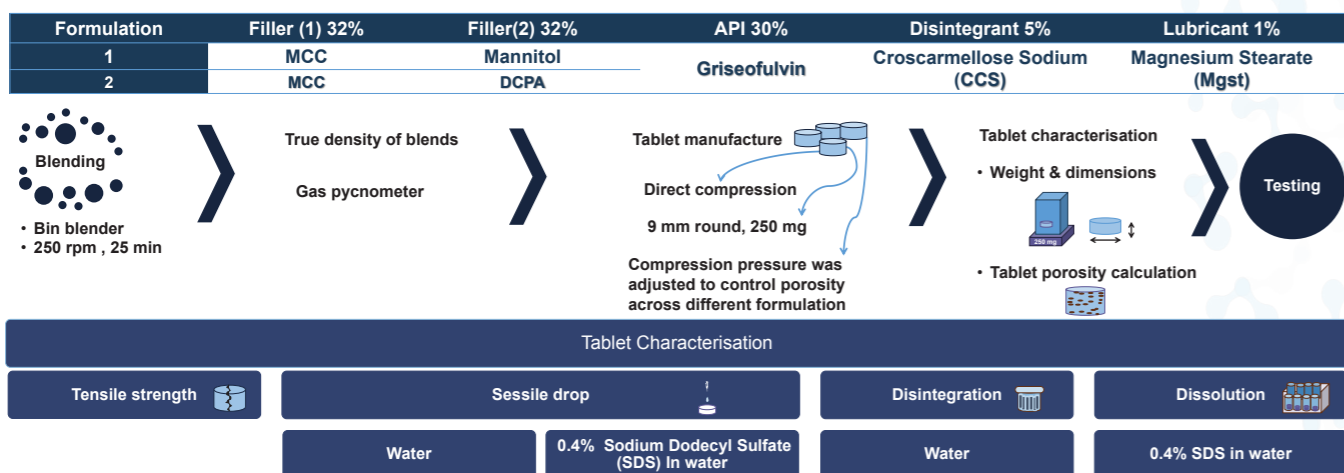 Formulation Filler (1) 32% Filler(2) 32% API 30% Disintegrant 5% Lubricant 1%
1 MCC Mannitol Griseofulvin Croscarmellose Sodium (CCS) Magnesium Stearate (Mgst)
2 MCC DCPA
Blending
• Bin blender
• 250 rpm , 25 min
True density of blends
Gas pycnometer
Tablet manufacture
Direct compression
9 mm round, 250 mg
Compression pressure was
adjusted to control porosity
across different formulation
Tablet characterisation
• Weight & dimensions
250 mg
• Tablet porosity calculation
Testing
Tablet Characterisation
Tensile strength
Sessile drop
Disintegration
Dissolution
Water
0.4% Sodium Dodecyl Sulfate
(SDS) In water
Water
0.4% SDS in water